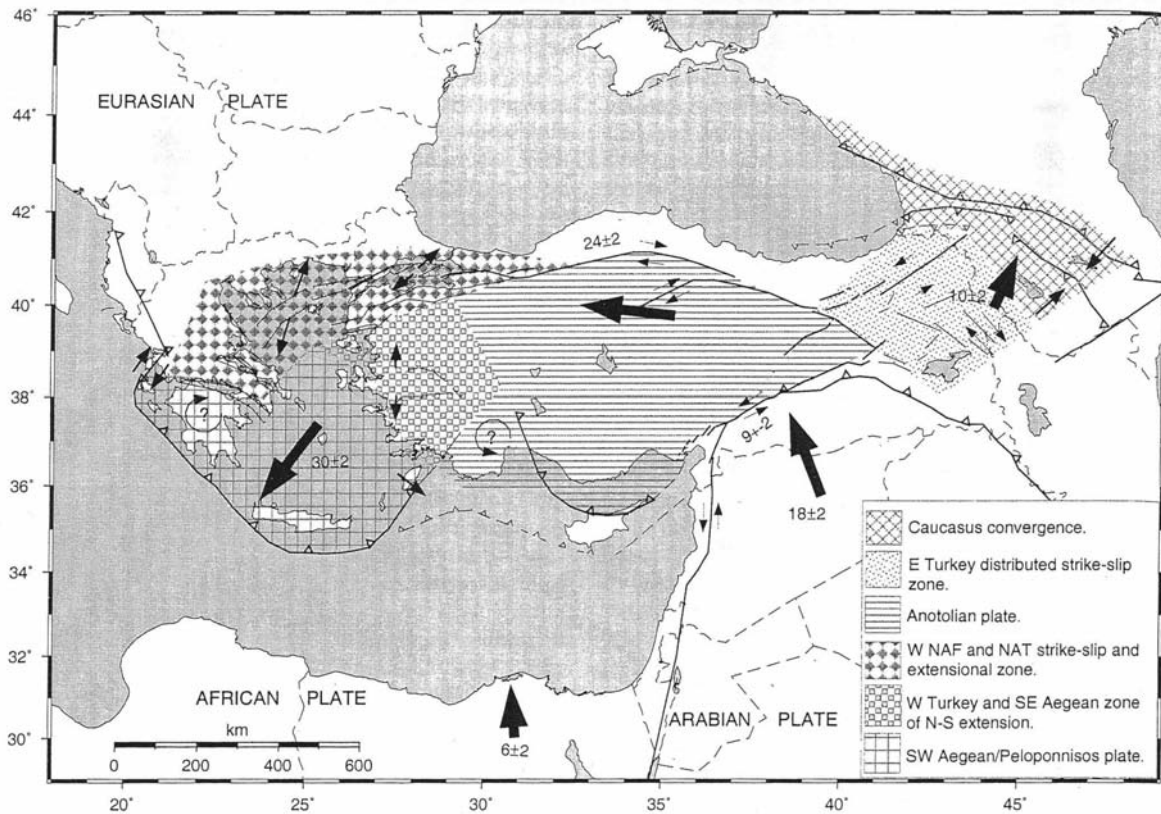 46°
44°
42°
40°
38°
36°
34°
32°
30°
20°
25°
30°
35°
40°
45°
EURASIAN PLATE
24±2
10±2
?
?
30±2
9+-2
18±2
AFRICAN PLATE
km
0 200 400 600
6±2
ARABIAN PLATE
Caucasus convergence.
E Turkey distributed strike-slip
zone.
Anotolian plate.
W NAF and NAT strike-slip and
extensional zone.
W Turkey and SE Aegean zone
of N-S extension.
SW Aegean/Peloponnisos plate.